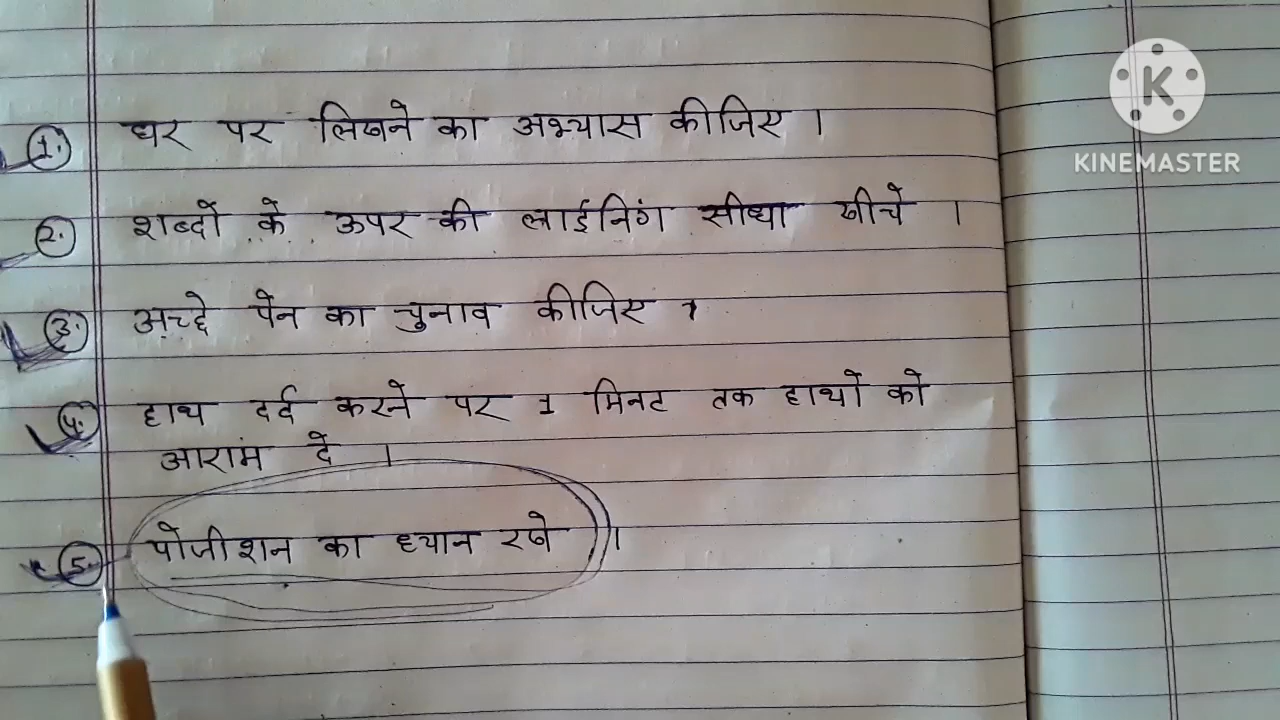 1. घर पर लिखने का अभ्यास कीजिए ।
2. शब्दों के ऊपर की लाईनिंग सीधा खीचे ।
3. अच्छे पेन का चुनाव कीजिए ।
4. हाथ दर्द करने पर 1 मिनट तक हाथों को
आराम दे ।
5. पोजीशन का ध्यान रखे ।
K
KINEMASTER